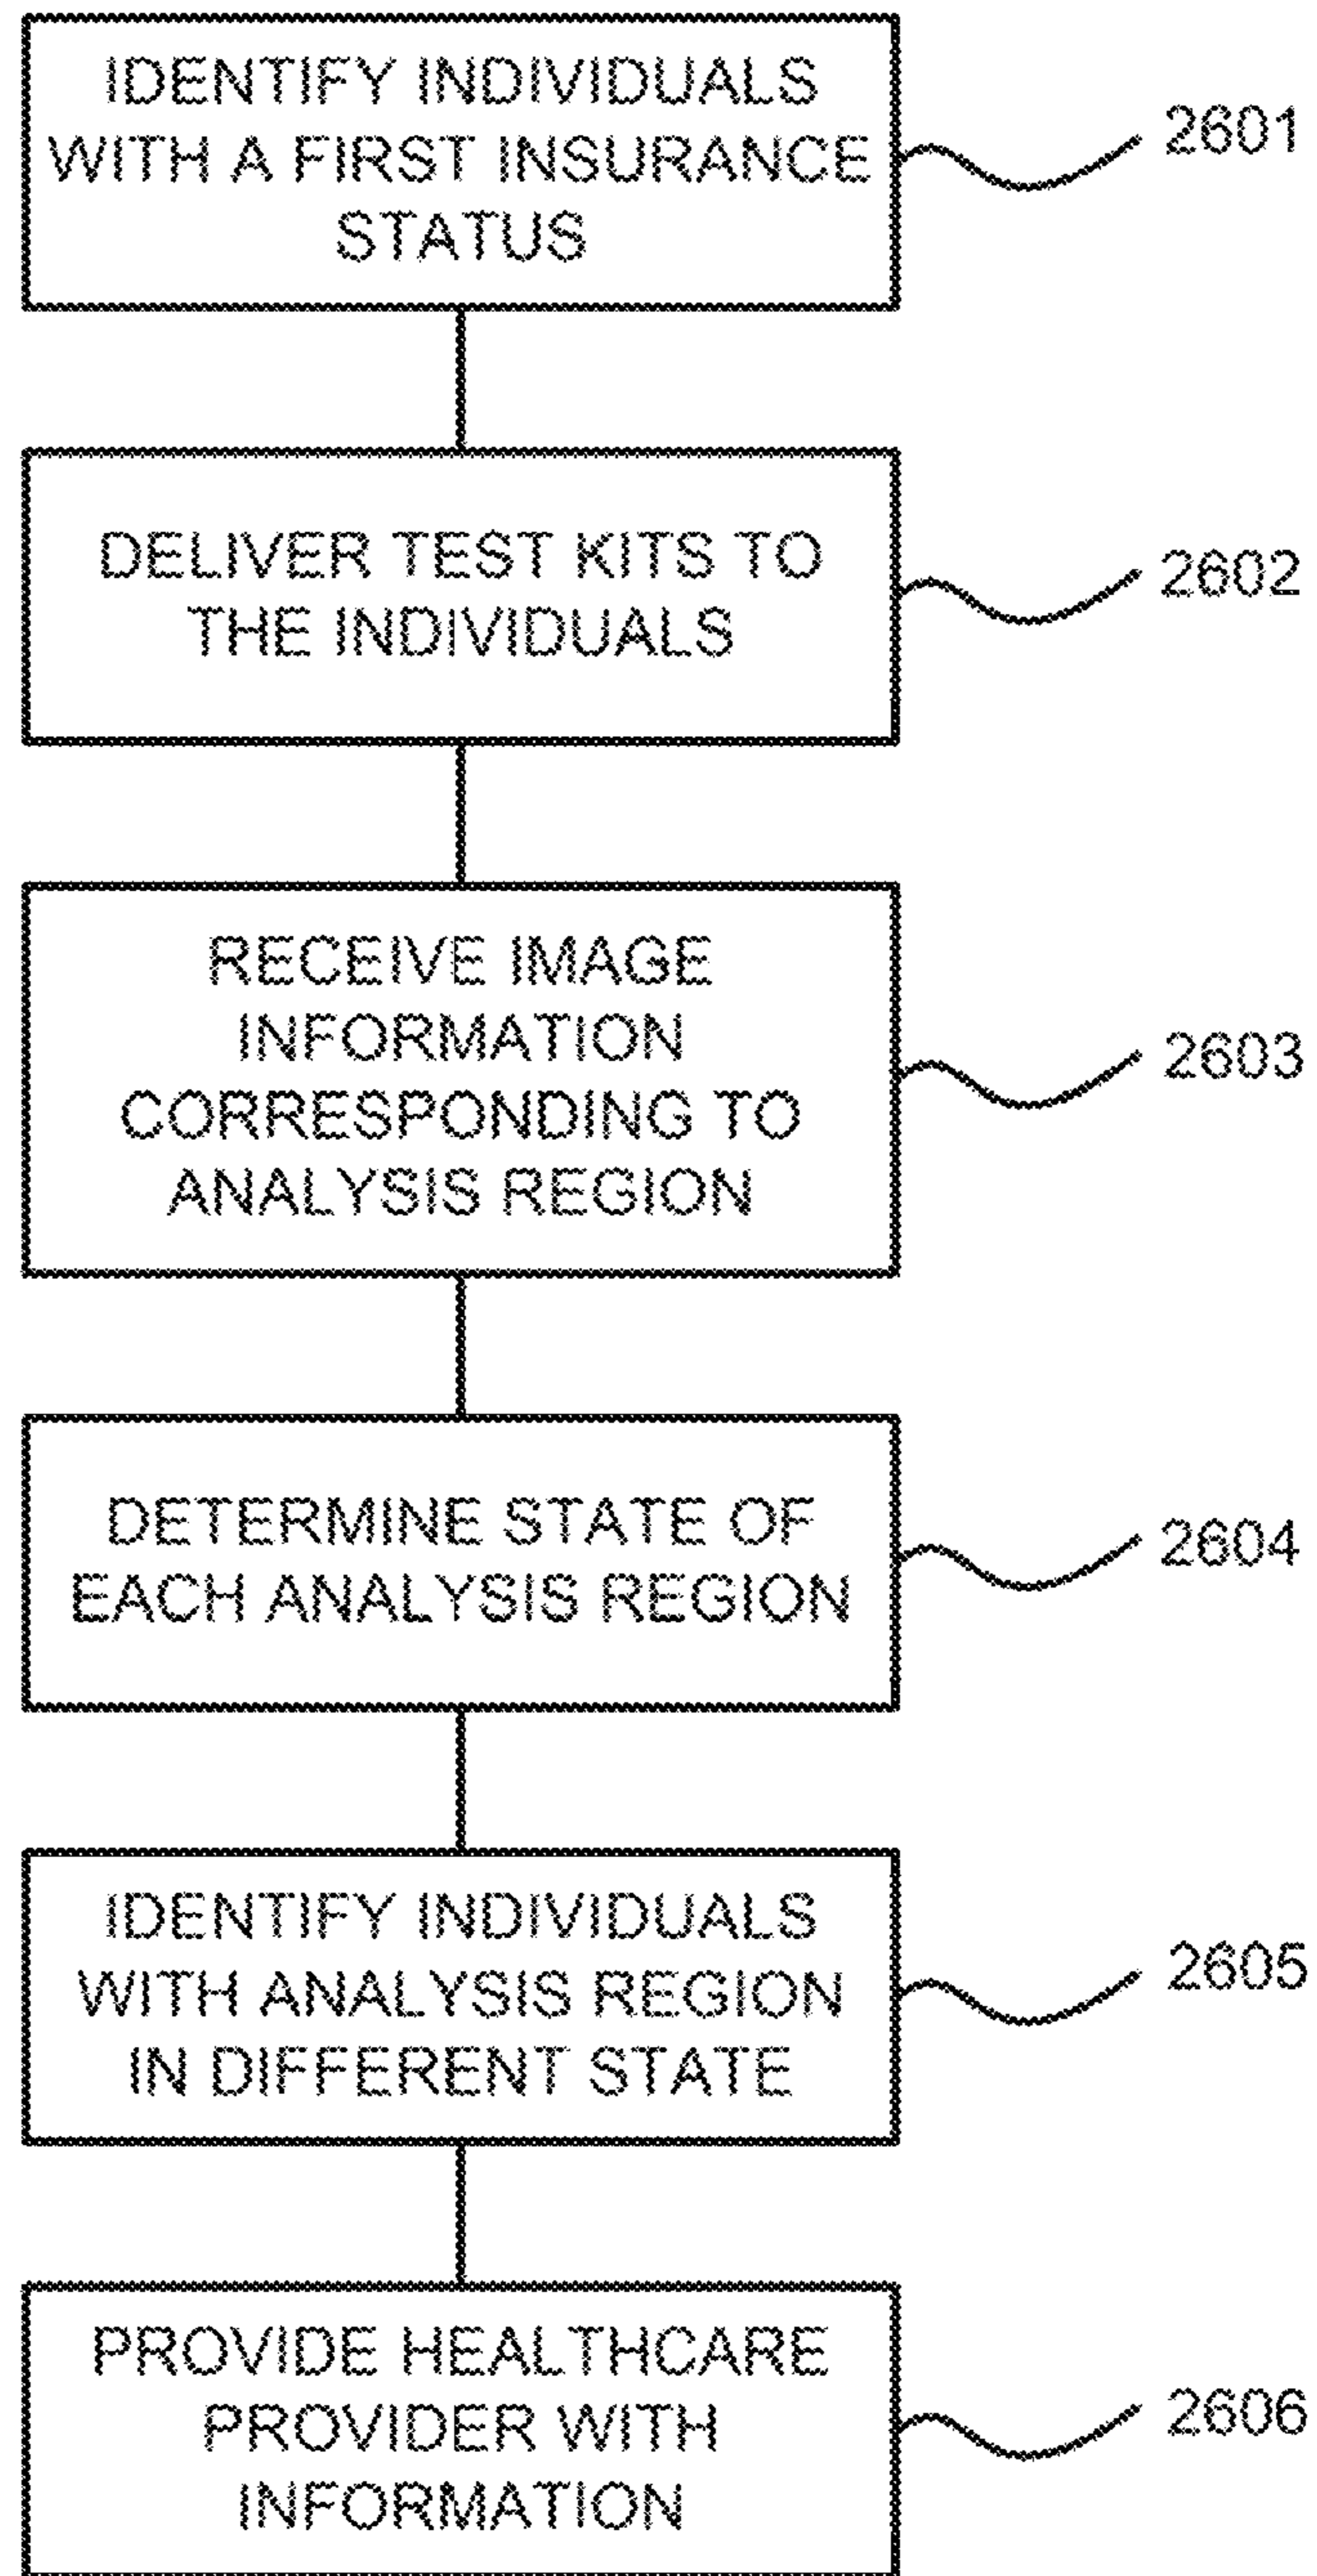 IDENTIFY INDIVIDUALS
WITH A FIRST INSURANCE
STATUS
2601
DELIVER TEST KITS TO
THE INDIVIDUALS
2602
RECEIVE IMAGE
INFORMATION
CORRESPONDING TO
ANALYSIS REGION
2603
DETERMINE STATE OF
EACH ANALYSIS REGION
2604
IDENTIFY INDIVIDUALS
WITH ANALYSIS REGION
IN DIFFERENT STATE
2605
PROVIDE HEALTHCARE
PROVIDER WITH
INFORMATION
2606